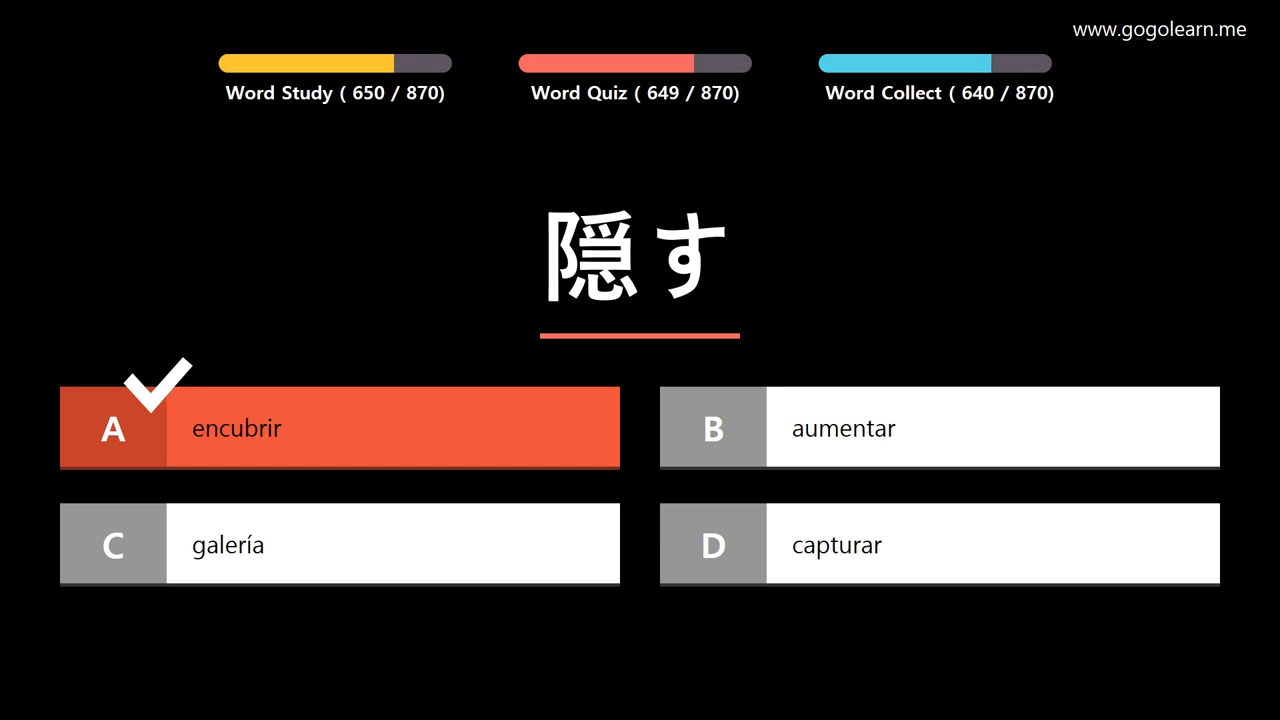 www.gogolearn.me
Word Study ( 650 / 870)
Word Quiz ( 649 / 870)
Word Collect ( 640 / 870)
隠す
A encubrir
B aumentar
C galería
D capturar